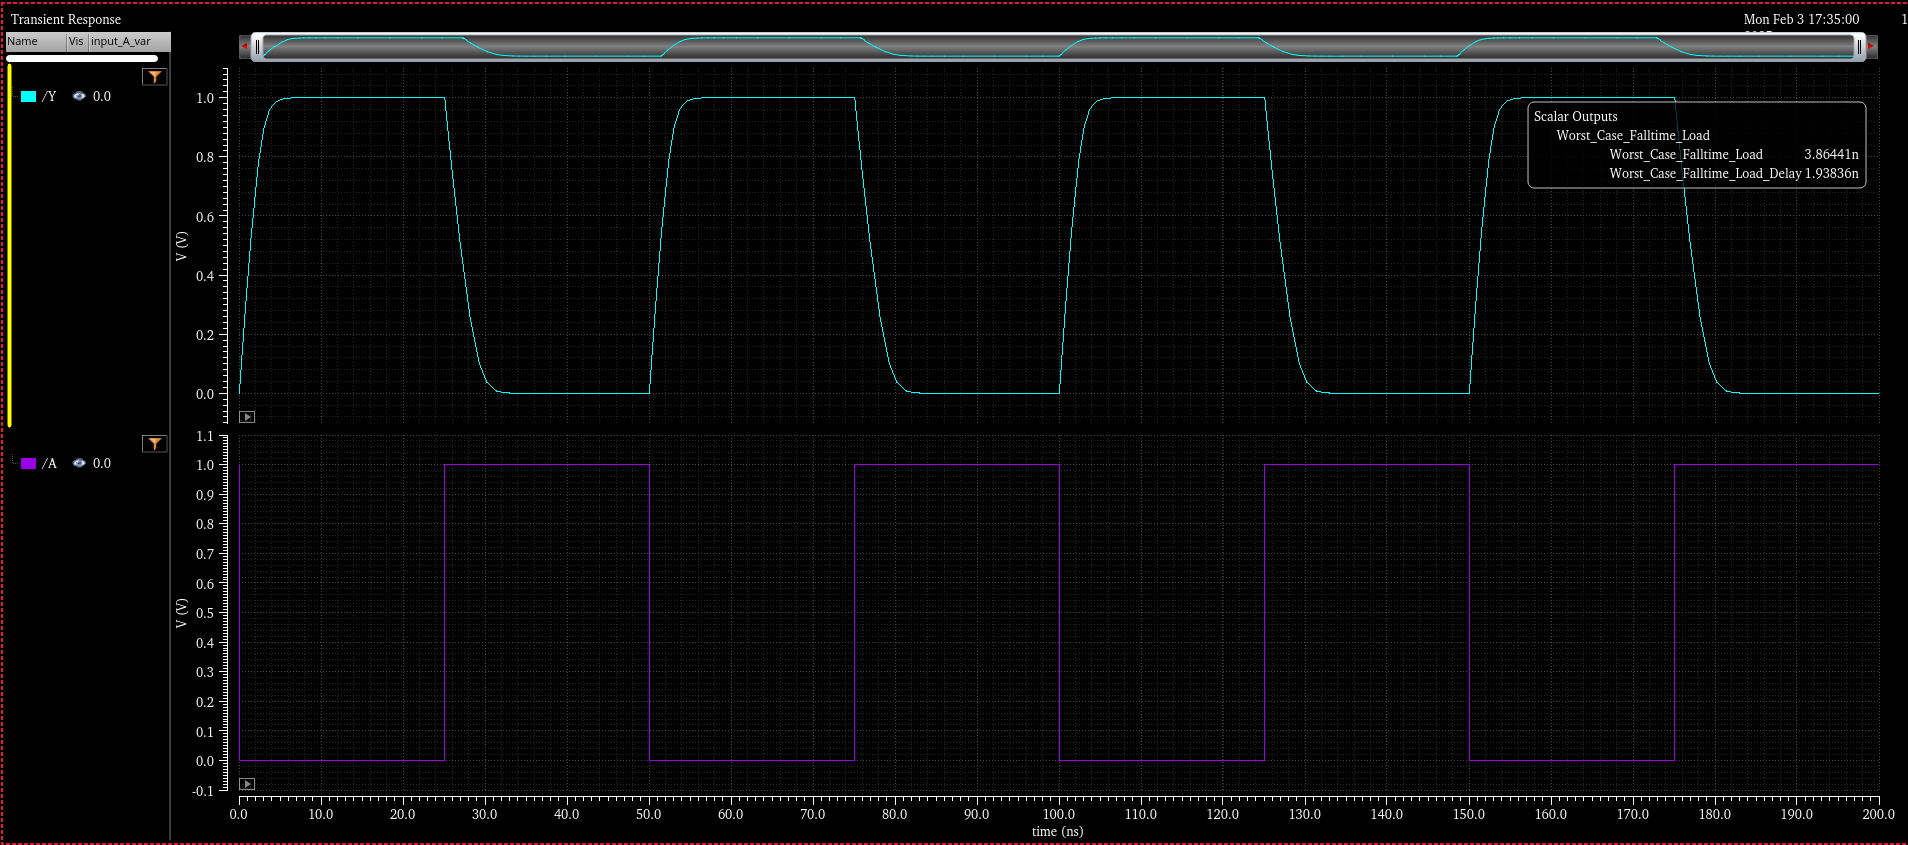 Transient Response
Mon Feb 3 17:35:00 1
Name Vis input_A_var
/Y 0.0
1.0
0.8
0.6
0.4
0.2
0.0
V (V)
Scalar Outputs
Worst_Case_Falltime_Load
Worst_Case_Falltime_Load 3.86441n
Worst_Case_Falltime_Load_Delay 1.93836n
/A 0.0
1.1
1.0
0.9
0.8
0.7
0.6
0.5
0.4
0.3
0.2
0.1
0.0
-0.1
V (V)
0.0 10.0 20.0 30.0 40.0 50.0 60.0 70.0 80.0 90.0 100.0 110.0 120.0 130.0 140.0 150.0 160.0 170.0 180.0 190.0 200.0
time (ns)